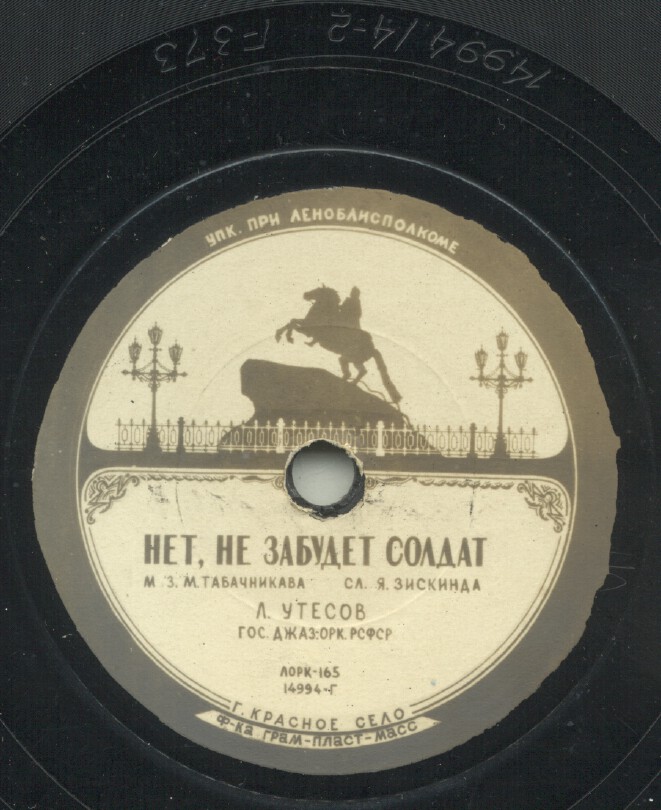 14994/4-2 Г-373
УПК. ПРИ ЛЕНОБЛИСПОЛКОМЕ
НЕТ, НЕ ЗАБУДЕТ СОЛДАТ
М З. М. ТАБАЧНИКАВА СЛ. Я. ЗИСКИНДА
Л. УТЕСОВ
ГОС. ДЖАЗ:ОРК. РСФСР
ЛОРК-165
14994-Г
Г. КРАСНОЕ СЕЛО
Ф-КА ГРАМ-ПЛАСТ-МАСС